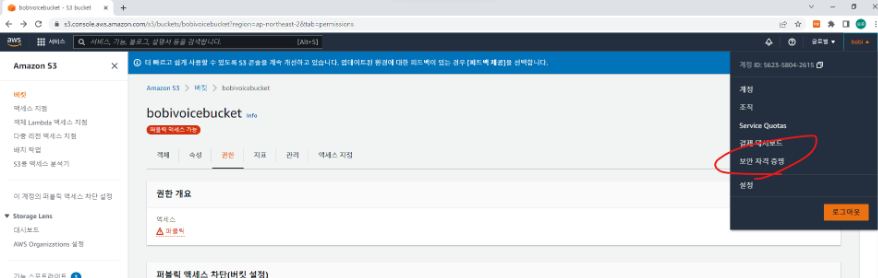 bobivoicebucket - S3 bucket
s3.console.aws.amazon.com/s3/buckets/bobivoicebucket?region=ap-northeast-2&tab=permissions
aws
서비스
서비스, 기능, 블로그, 설명서 등을 검색합니다.
[Alt+S]
글로벌
bobi
Amazon S3
버킷
액세스 지점
객체 Lambda 액세스 지점
다중 리전 액세스 지점
배치 작업
S3용 액세스 분석기
이 계정의 퍼블릭 액세스 차단 설정
Storage Lens
대시보드
AWS Organizations 설정
기능 스포트라이트
더 빠르고 쉽게 사용할 수 있도록 S3 콘솔을 계속 개선하고 있습니다. 업데이트된 환경에 대한 피드백이 있는 경우 [피드백 제공]을 선택합니다.
Amazon S3
버킷
bobivoicebucket
bobivoicebucket Info
퍼블릭 액세스 가능
객체 속성 권한 지표 관리 액세스 지점
권한 개요
액세스
퍼블릭
퍼블릭 액세스 차단(버킷 설정)
계정 ID: 5623-5804-2615
계정
조직
Service Quotas
결제 대시보드
보안 자격 증명
설정
로그아웃